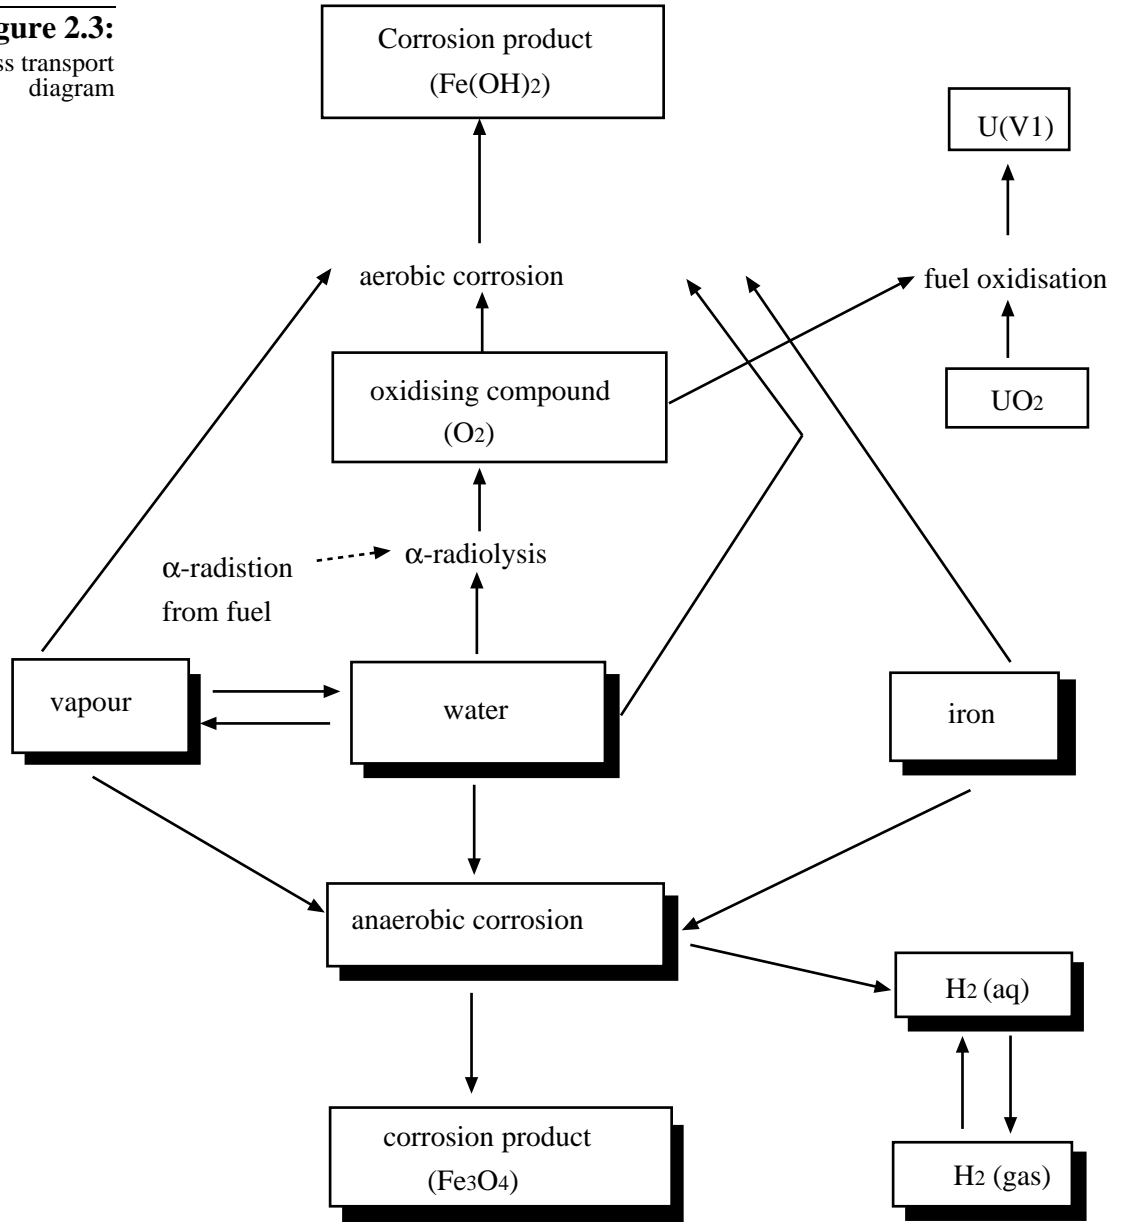 gure 2.3:
ss transport
diagram
Corrosion product
(Fe(OH)2)
U(V1)
aerobic corrosion
fuel oxidisation
oxidising compound
(O2)
UO2
α-radiolysis
α-radistion
from fuel
vapour
water
iron
anaerobic corrosion
H2 (aq)
corrosion product
(Fe3O4)
H2 (gas)